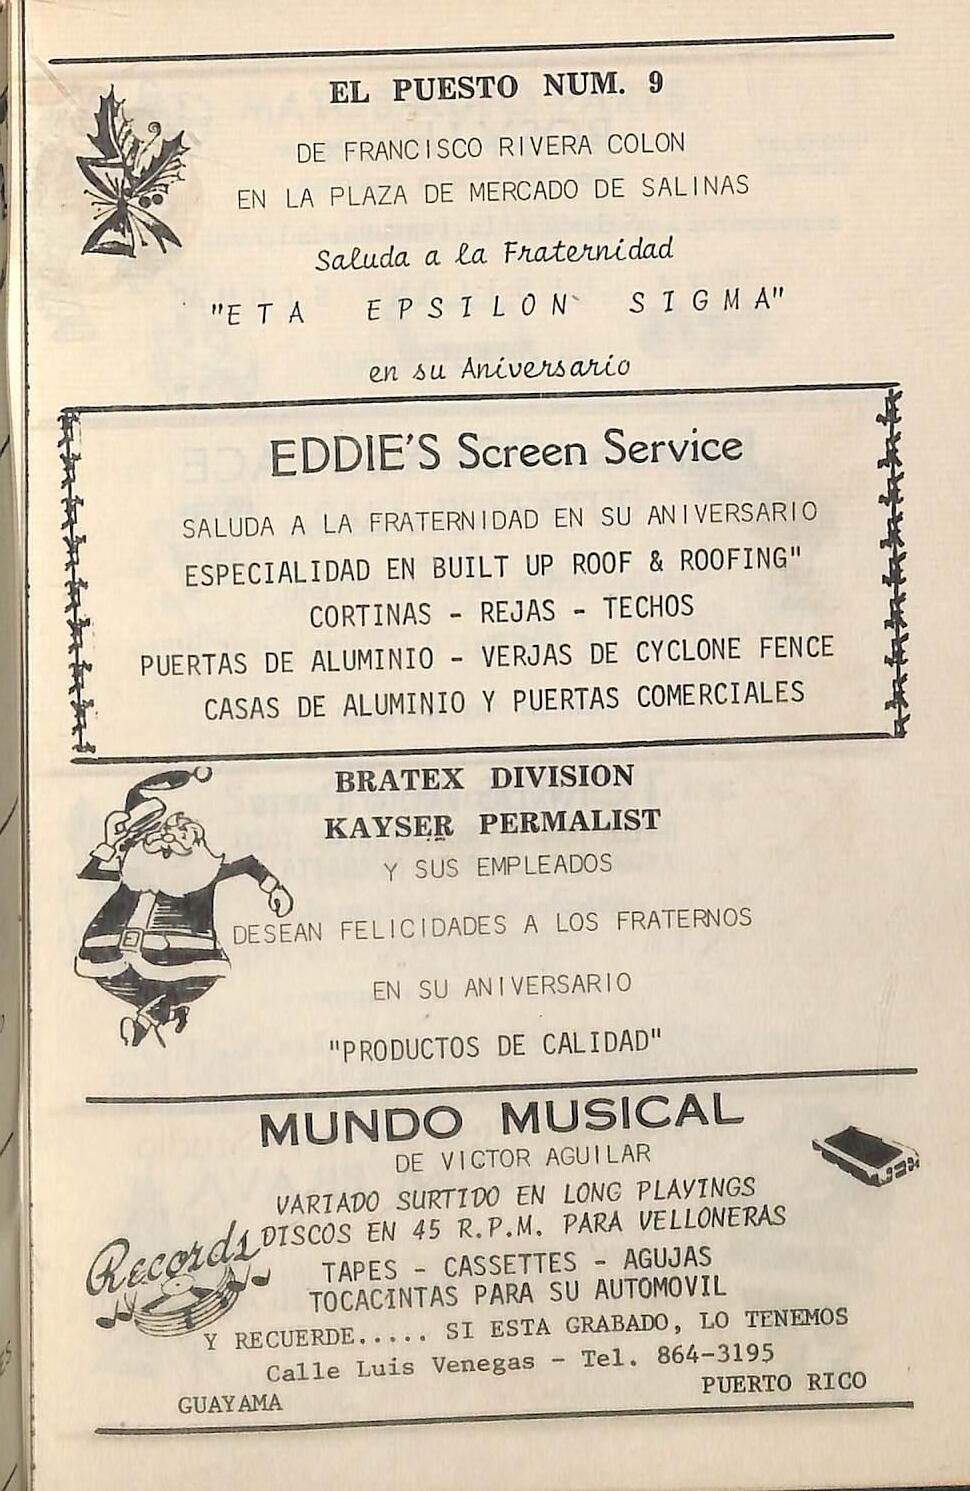 EL PUESTO NUM. 9
DE FRANCISCO RIVERA COLON
EN LA PLAZA DE MERCADO DE SALINAS
Saluda a la Fraternidad
"ETA EPSILON SIGMA"
en su Aniversario
EDDIE'S Screen Service
SALUDA A LA FRATERNIDAD EN SU ANIVERSARIO
ESPECIALIDAD EN BUILT UP ROOF & ROOFING"
CORTINAS - REJAS - TECHOS
PUERTAS DE ALUMINIO - VERJAS DE CYCLONE FENCE
CASAS DE ALUMINIO Y PUERTAS COMERCIALES
BRATEX DIVISION
KAYSER PERMALIST
Y SUS EMPLEADOS
DESEAN FELICIDADES A LOS FRATERNOS
EN SU ANIVERSARIO
"PRODUCTOS DE CALIDAD"
MUNDO MUSICAL
DE VICTOR AGUILAR
VARIADO SURTIDO EN LONG PLAYINGS
DISCOS EN 45 R.P.M. PARA VELLONERAS
Records
TAPES - CASSETTES - AGUJAS
TOCACINTAS PARA SU AUTOMOVIL
Y RECUERDE..... SI ESTA GRABADO, LO TENEMOS
Calle Luis Venegas - Tel. 864-3195
GUAYAMA PUERTO RICO